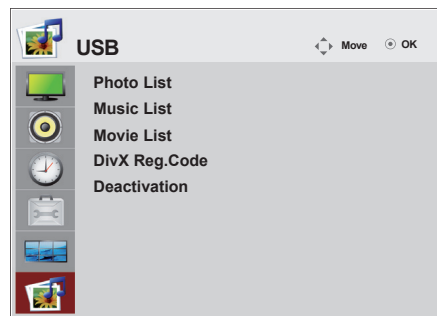 USB Move OK
Photo List
Music List
Movie List
DivX Reg.Code
Deactivation